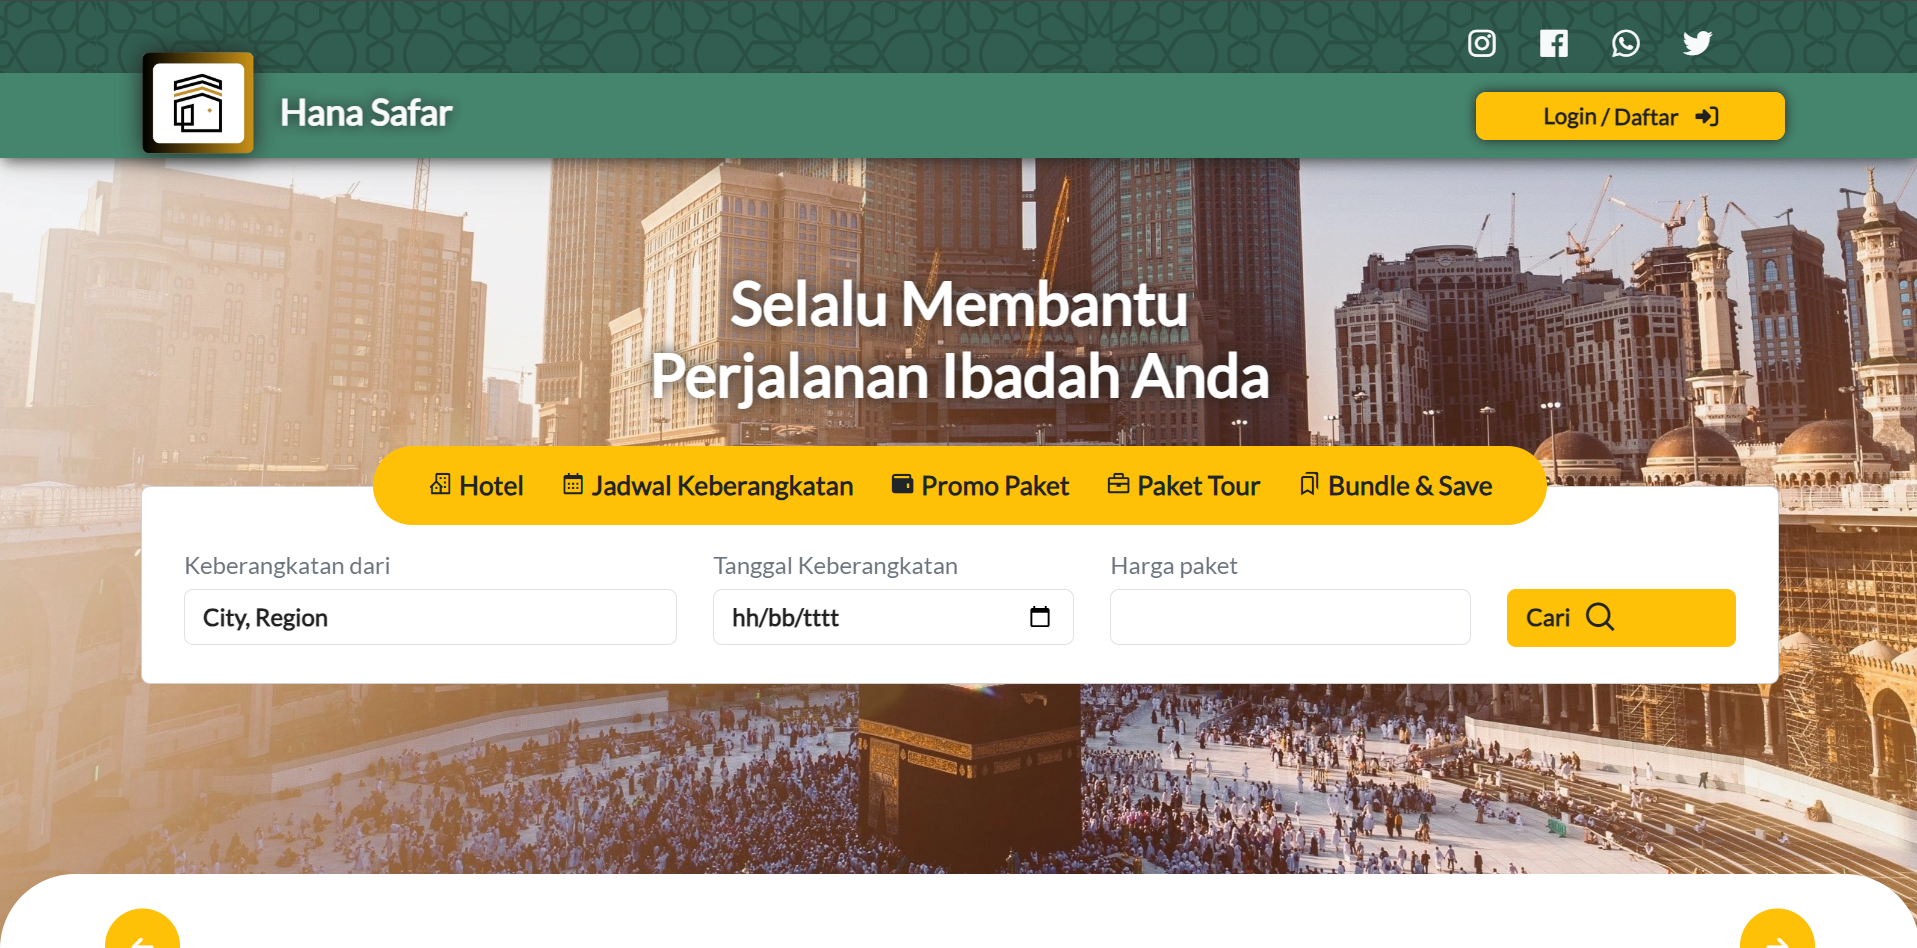 Hana Safar
Login / Daftar
Selalu Membantu
Perjalanan Ibadah Anda
Hotel
Jadwal Keberangkatan
Promo Paket
Paket Tour
Bundle & Save
Keberangkatan dari
Tanggal Keberangkatan
Harga paket
City, Region
hh/bb/tttt
Cari